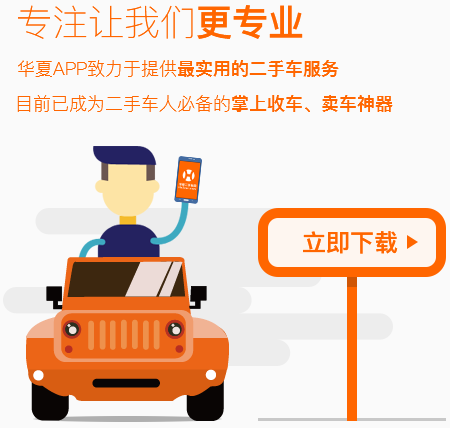 专注让我们更专业
华夏APP致力于提供最实用的二手车服务
目前已成为二手车人必备的掌上收车、卖车神器
立即下载